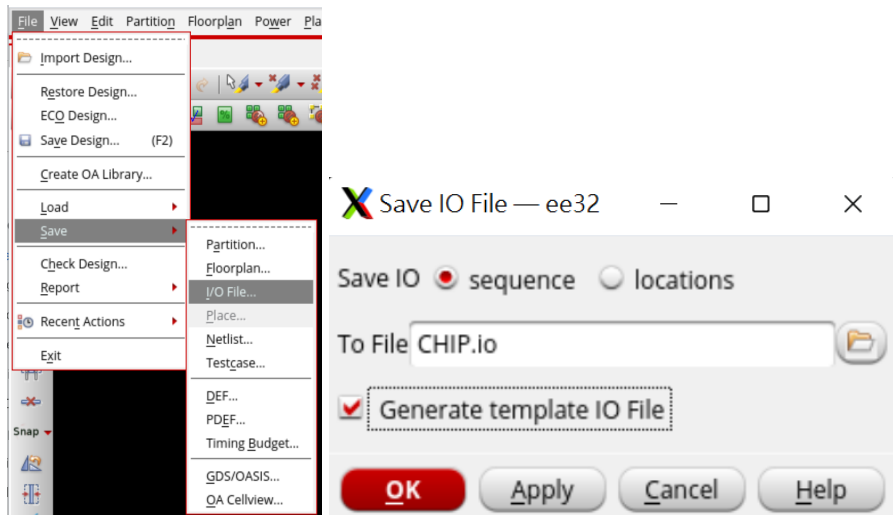 File View Edit Partition Floorplan Power Pla
Import Design...
Restore Design...
ECO Design...
Save Design... (F2)
Create OA Library...
Load
Save
Check Design...
Report
Recent Actions
Exit
Snap
Partition...
Floorplan...
I/O File...
Place...
Netlist...
Testcase...
DEF...
PDEF...
Timing Budget...
GDS/OASIS...
OA Cellview...
Save IO File — ee32
Save IO sequence locations
To File CHIP.io
Generate template IO File
OK Apply Cancel Help